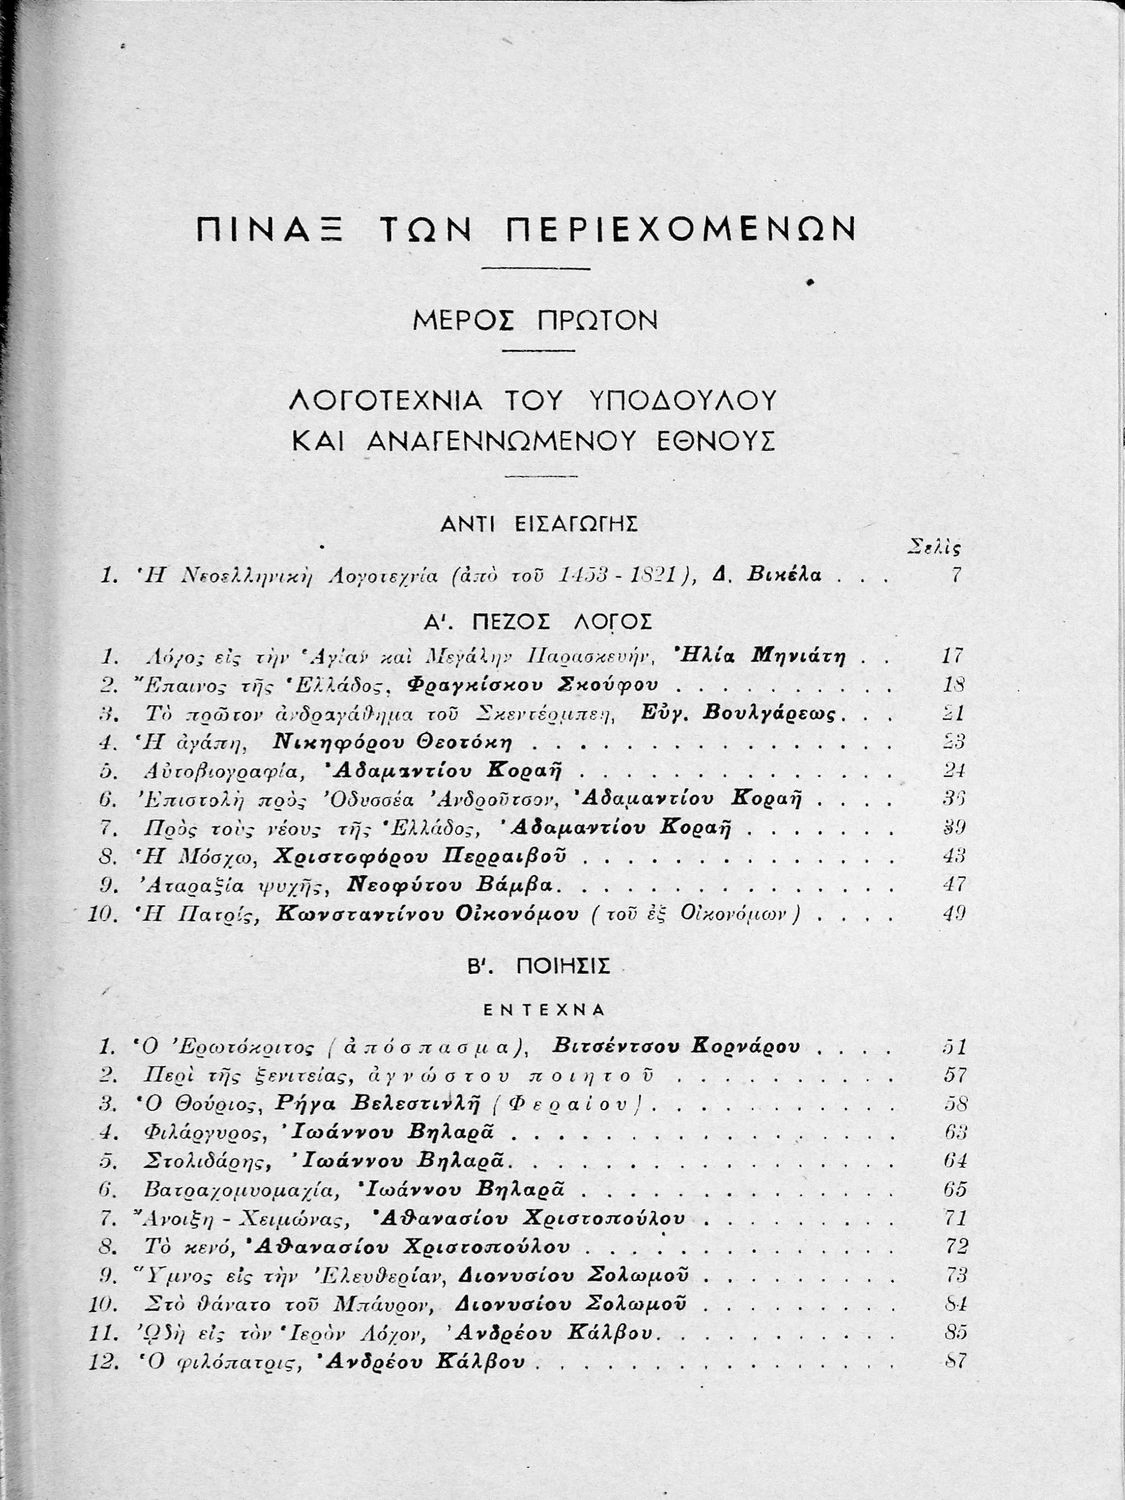 ΠΙΝΑΞ ΤΩΝ ΠΕΡΙΕΧΟΜΕΝΩΝ
ΜΕΡΟΣ ΠΡΩΤΟΝ
ΛΟΓΟΤΕΧΝΙΑ ΤΟΥ ΥΠΟΔΟΥΛΟΥ
ΚΑΙ ΑΝΑΓΕΝΝΩΜΕΝΟΥ ΕΘΝΟΥΣ
ΑΝΤΙ ΕΙΣΑΓΩΓΗΣ
Σελὶς
1. Ἡ Νεοελληνικὴ Λογοτεχνία (ἀπὸ τοῦ 1453 - 1821), Δ. Βικέλα . . . 7
Α'. ΠΕΖΟΣ ΛΟΓΟΣ
1. Λόγος εἰς τὴν Ἁγίαν καὶ Μεγάλην Παρασκευήν, Ἠλία Μηνιάτη . . 17
2. Ἔπαινος τῆς Ἑλλάδος, Φραγκίσκου Σκούφου . . . . . . . . . . 18
3. Τὸ πρῶτον ἀνδραγάθημα τοῦ Σκεντέρμπεη, Εὐγ. Βουλγάρεως. . . 21
4. Ἡ ἀγάπη, Νικηφόρου Θεοτόκη . . . . . . . . . . . . . . . . 23
5. Αὐτοβιογραφία, Ἀδαμαντίου Κοραῆ . . . . . . . . . . . . . . 24
6. Ἐπιστολὴ πρὸς Ὀδυσσέα Ἀνδροῦτσον, Ἀδαμαντίου Κοραῆ . . . . 36
7. Πρὸς τοὺς νέους τῆς Ἑλλάδος, Ἀδαμαντίου Κοραῆ . . . . . . . 39
8. Ἡ Μόσχω, Χριστοφόρου Περραιβοῦ . . . . . . . . . . . . . . 43
9. Ἀταραξία ψυχῆς, Νεοφύτου Βάμβα. . . . . . . . . . . . . . . 47
10. Ἡ Πατρίς, Κωνσταντίνου Οἰκονόμου (τοῦ ἐξ Οἰκονόμων) . . . . 49
Β'. ΠΟΙΗΣΙΣ
ΕΝΤΕΧΝΑ
1. Ὁ Ἐρωτόκριτος (ἀπόσπασμα), Βιτσέντσου Κορνάρου . . . . 51
2. Περὶ τῆς ξενιτείας, ἀγνώστου ποιητοῦ . . . . . . . . . . 57
3. Ὁ Θούριος, Ρήγα Βελεστινλῆ (Φεραίου). . . . . . . . . . . 58
4. Φιλάργυρος, Ἰωάννου Βηλαρᾶ . . . . . . . . . . . . . . . . . 63
5. Στολιδάρης, Ἰωάννου Βηλαρᾶ. . . . . . . . . . . . . . . . . 64
6. Βατραχομυομαχία, Ἰωάννου Βηλαρᾶ . . . . . . . . . . . . . . 65
7. Ἄνοιξη - Χειμώνας, Ἀθανασίου Χριστοπούλου . . . . . . . . . 71
8. Τὸ κενό, Ἀθανασίου Χριστοπούλου . . . . . . . . . . . . . . 72
9. Ὕμνος εἰς τὴν Ἐλευθερίαν, Διονυσίου Σολωμοῦ . . . . . . . . . 73
10. Στὸ θάνατο τοῦ Μπάυρον, Διονυσίου Σολωμοῦ . . . . . . . . . 84
11. Ὠδὴ εἰς τὸν Ἱερὸν Λόχον, Ἀνδρέου Κάλβου. . . . . . . . . . . 85
12. Ὁ φιλόπατρις, Ἀνδρέου Κάλβου . . . . . . . . . . . . . . . . 87